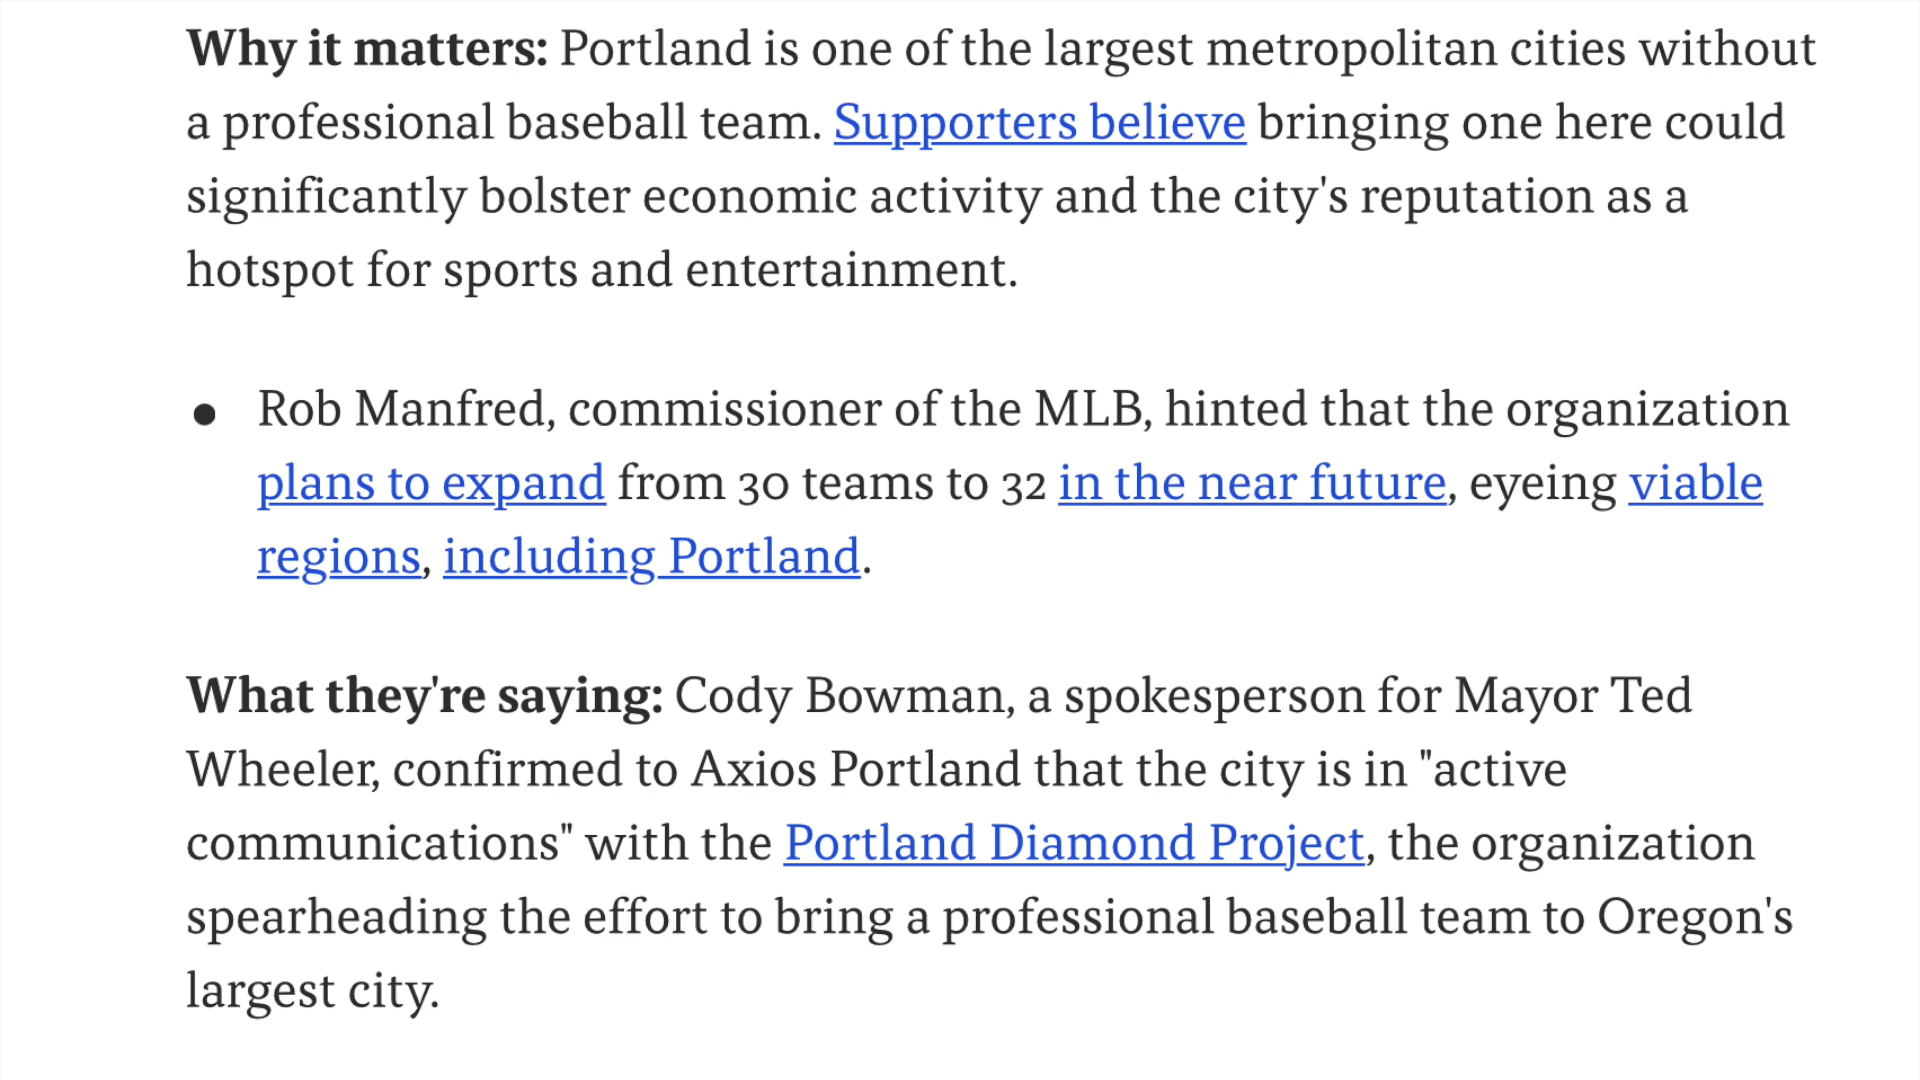 Why it matters: Portland is one of the largest metropolitan cities without
a professional baseball team. Supporters believe bringing one here could
significantly bolster economic activity and the city's reputation as a
hotspot for sports and entertainment.
● Rob Manfred, commissioner of the MLB, hinted that the organization
plans to expand from 30 teams to 32 in the near future, eyeing viable
regions, including Portland.
What they're saying: Cody Bowman, a spokesperson for Mayor Ted
Wheeler, confirmed to Axios Portland that the city is in "active
communications" with the Portland Diamond Project, the organization
spearheading the effort to bring a professional baseball team to Oregon's
largest city.